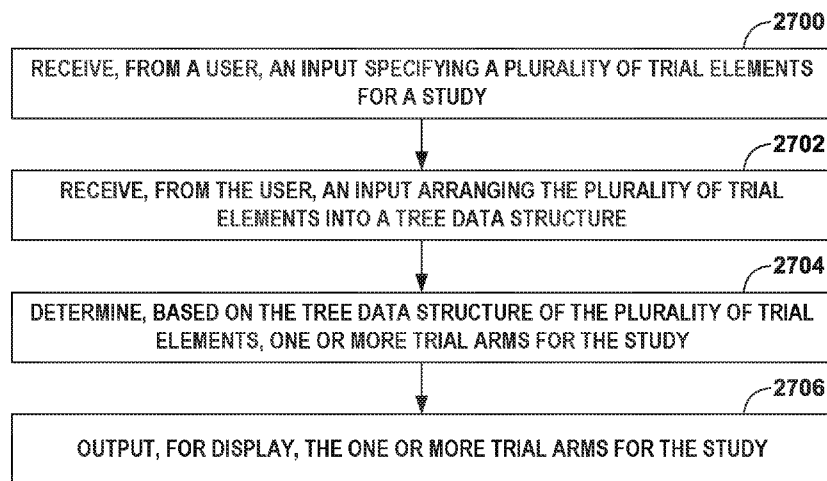 2700
RECEIVE, FROM A USER, AN INPUT SPECIFYING A PLURALITY OF TRIAL ELEMENTS
FOR A STUDY
2702
RECEIVE, FROM THE USER, AN INPUT ARRANGING THE PLURALITY OF TRIAL
ELEMENTS INTO A TREE DATA STRUCTURE
2704
DETERMINE, BASED ON THE TREE DATA STRUCTURE OF THE PLURALITY OF TRIAL
ELEMENTS, ONE OR MORE TRIAL ARMS FOR THE STUDY
2706
OUTPUT, FOR DISPLAY, THE ONE OR MORE TRIAL ARMS FOR THE STUDY